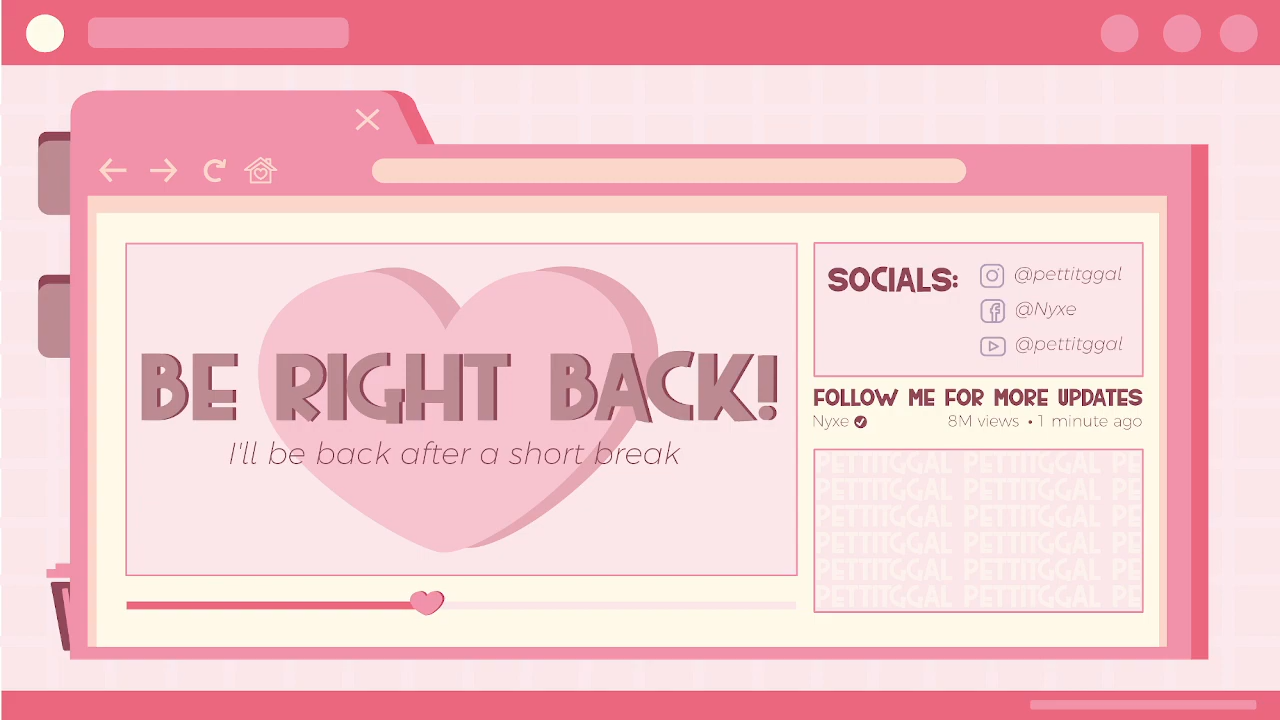 BE RIGHT BACK!
I'll be back after a short break
SOCIALS:
@pettitggal
@Nyxe
@pettitggal
FOLLOW ME FOR MORE UPDATES
Nyxe
8M views • 1 minute ago
PETTITGGAL PETTITGGAL PE
PETTITGGAL PETTITGGAL PE
PETTITGGAL PETTITGGAL PE
PETTITGGAL PETTITGGAL PE
PETTITGGAL PETTITGGAL PE
PETTITGGAL PETTITGGAL PE